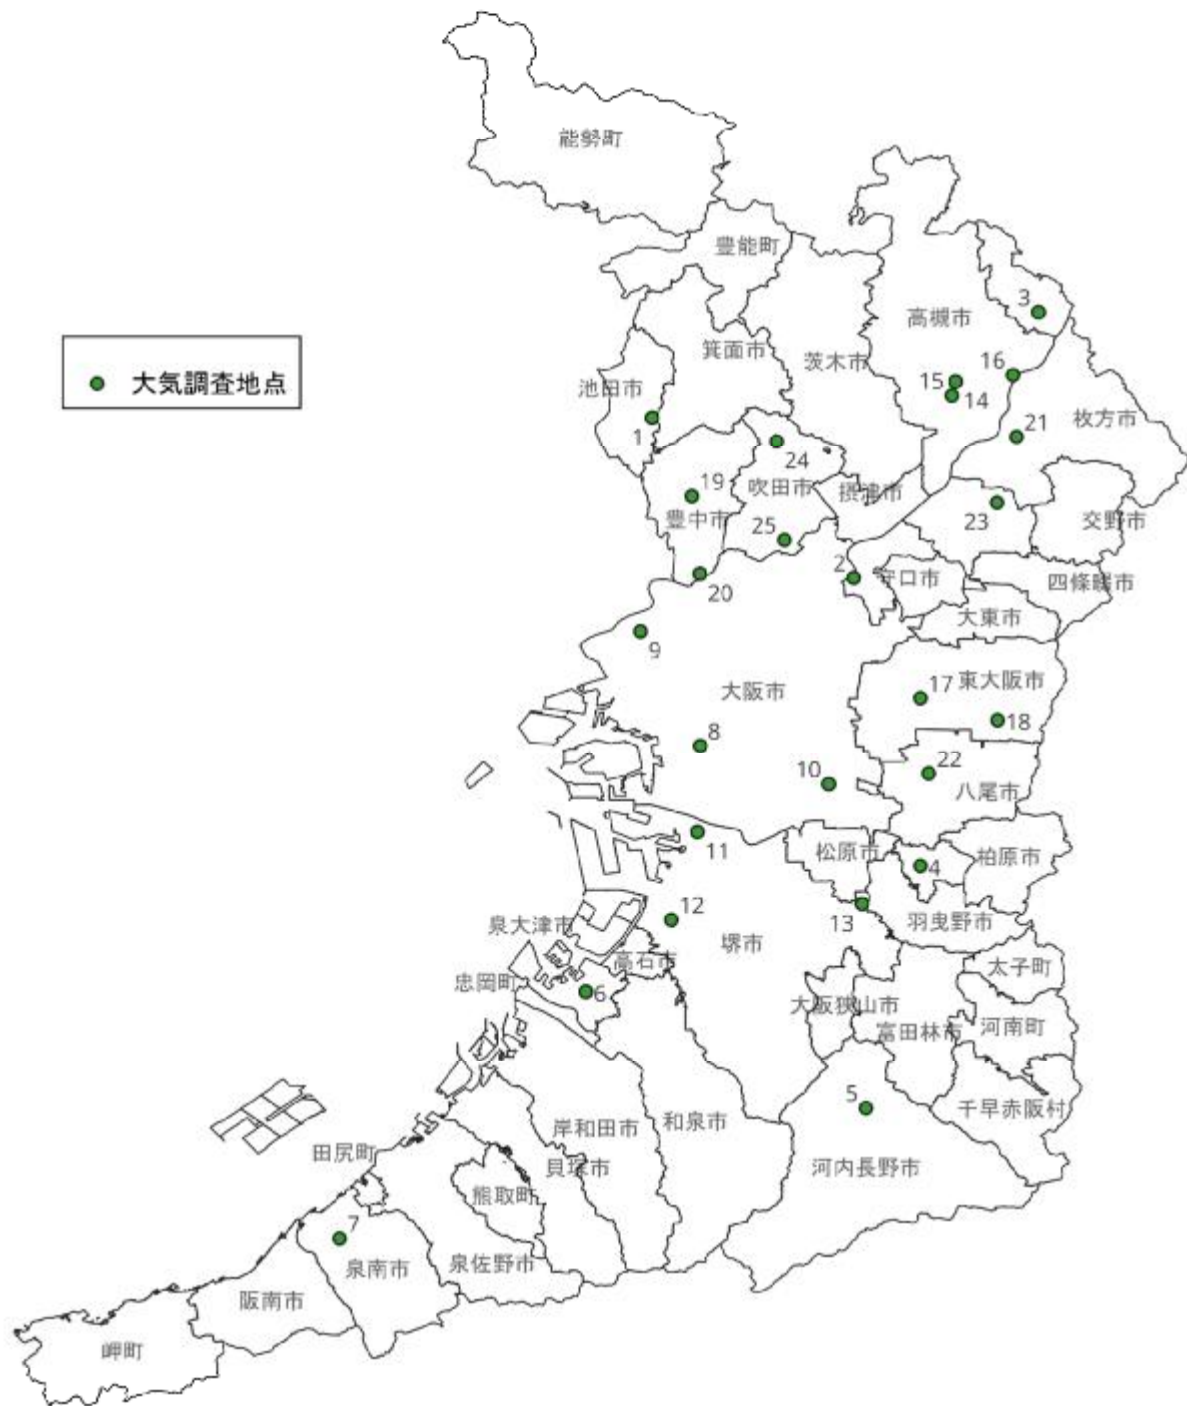 能勢町
豊能町
3
高槻市
箕面市
茨木市
16
大気調査地点
池田市
15
14
1
21
枚方市
24
19
吹田市
摂津市
豊中市
23
交野市
25
2
守口市
四條畷市
20
大東市
9
東大阪市
大阪市
17
18
8
22
10
八尾市
11
松原市
柏原市
4
12
泉大津市
13
羽曳野市
堺市
高石市
太子町
忠岡町
6
大阪狭山市
富田林市
河南町
5
千早赤阪村
岸和田市
和泉市
田尻町
貝塚市
河内長野市
熊取町
7
泉佐野市
泉南市
阪南市
岬町